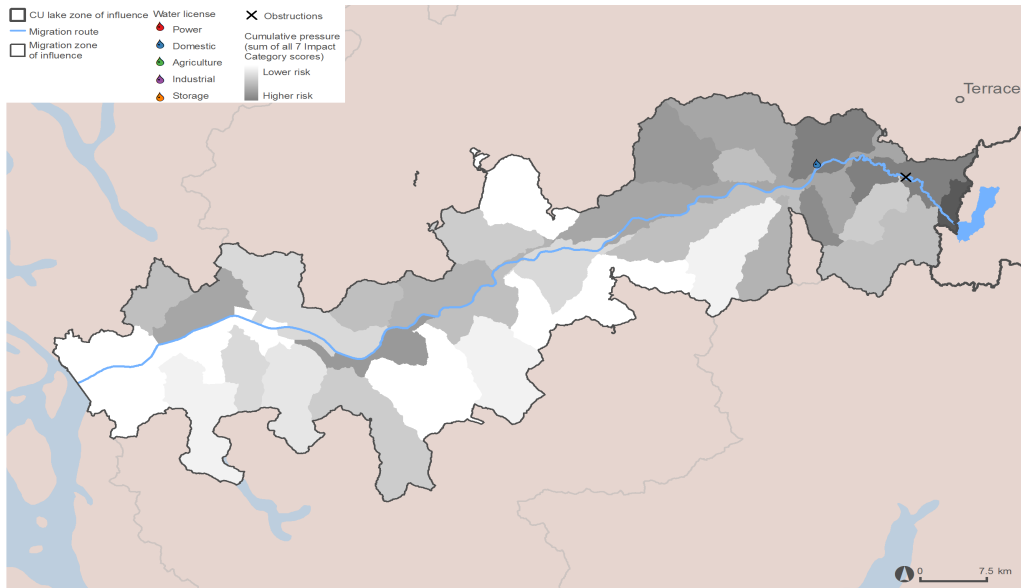 CU lake zone of influence
Migration route
Migration zone
of influence
Water license
Power
Domestic
Agriculture
Industrial
Storage
Obstructions
Cumulative pressure
(sum of all 7 Impact
Category scores)
Lower risk
Higher risk
Terrace
0 7.5 km